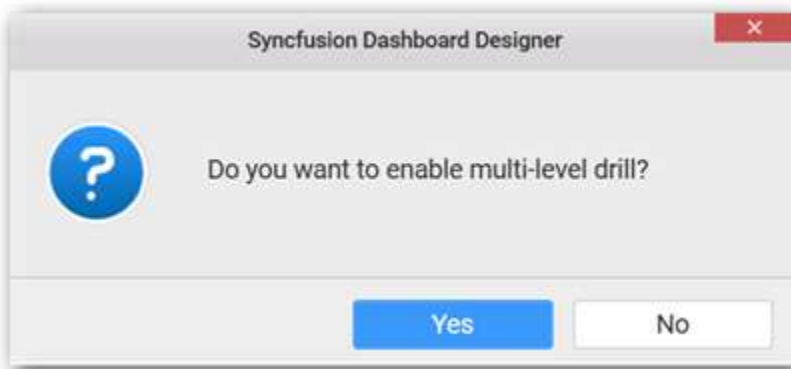 Syncfusion Dashboard Designer
Do you want to enable multi-level drill?
Yes
No